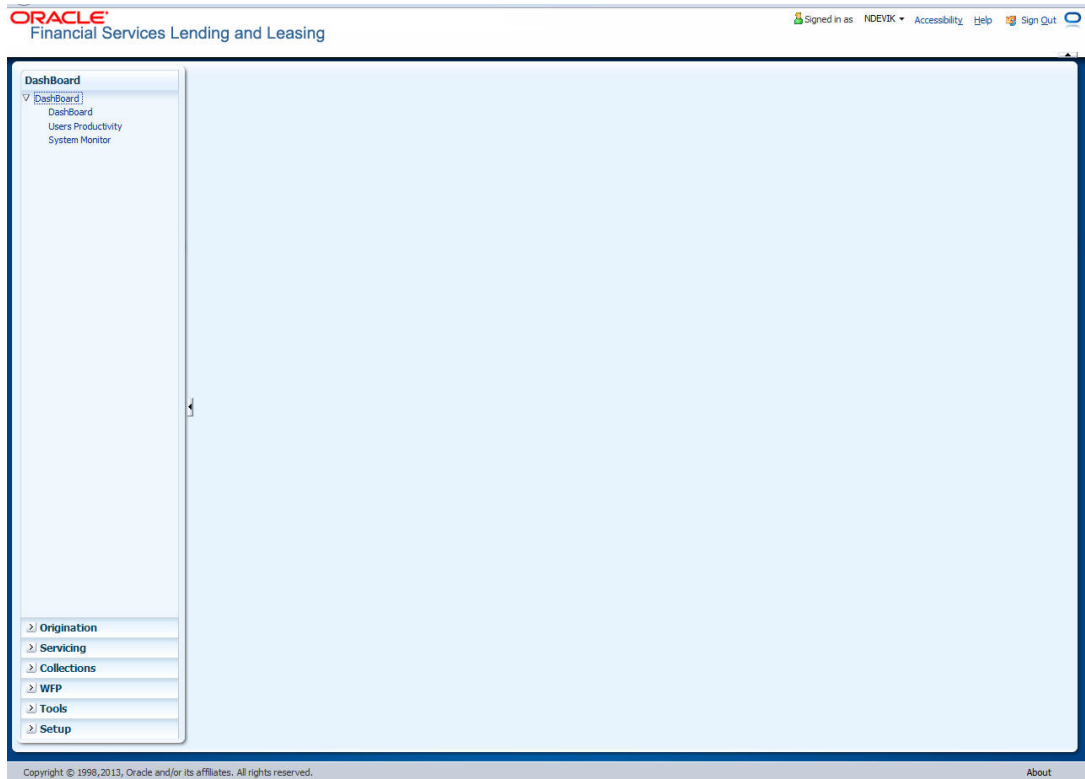 ORACLE
Financial Services Lending and Leasing
Signed in as NDEVIK Accessibility Help Sign Out
DashBoard
DashBoard
DashBoard
Users Productivity
System Monitor
Origination
Servicing
Collections
WFP
Tools
Setup
Copyright © 1998,2013, Oracle and/or its affiliates. All rights reserved.
About